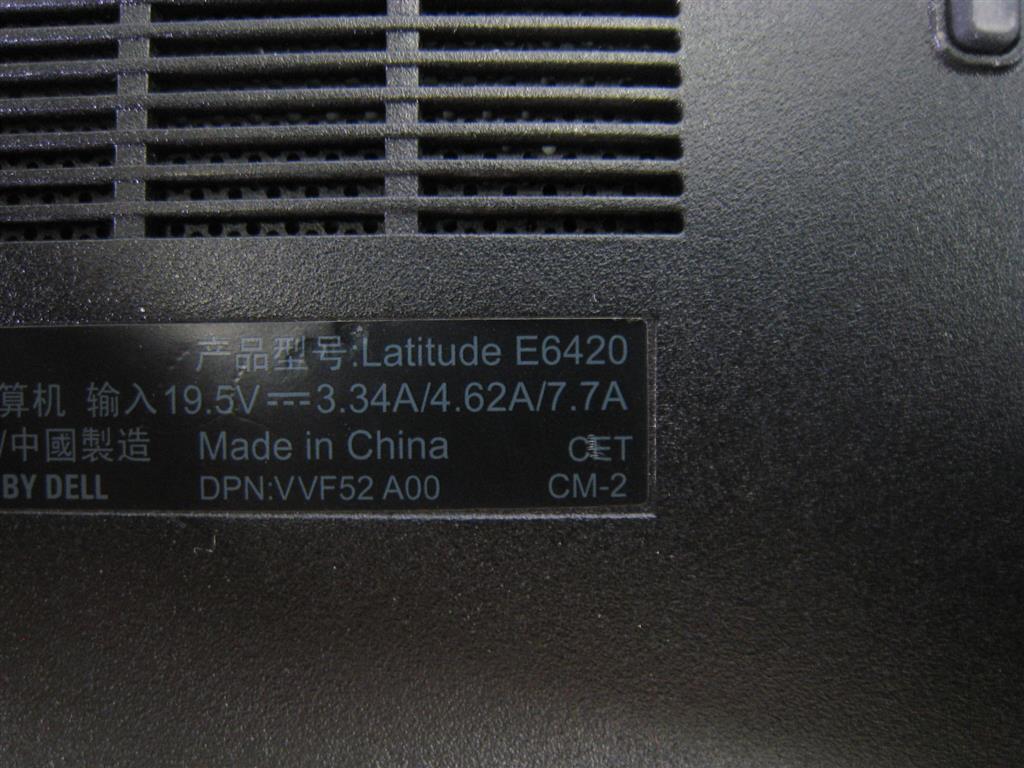 产品型号:Latitude E6420
算机 输入19.5V⎓3.34A/4.62A/7.7A
/中國製造 Made in China
BY DELL DPN:VVF52 A00 CM-2